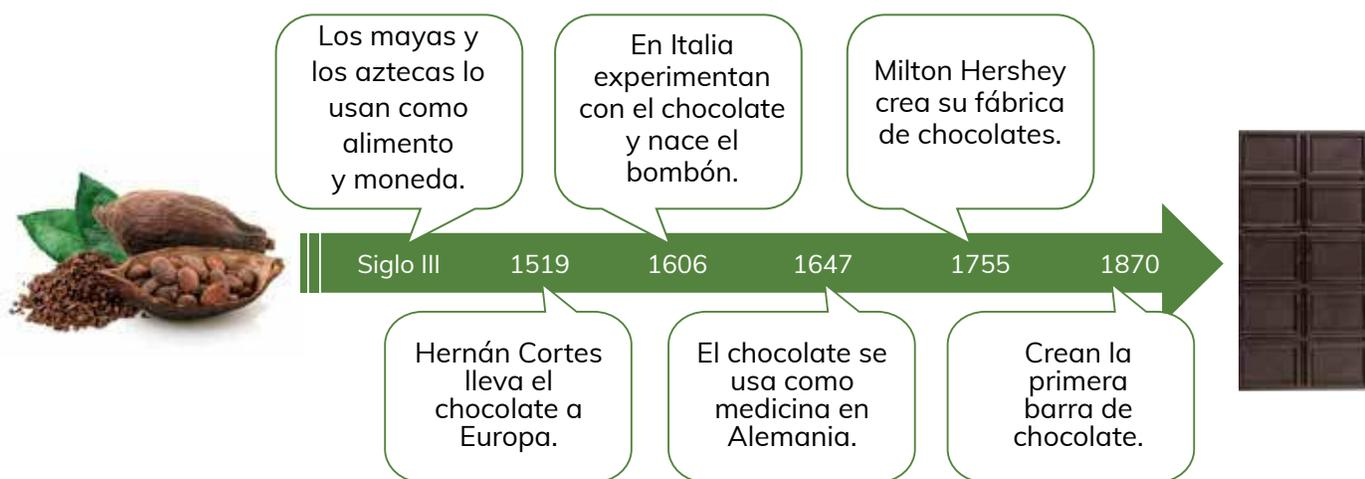 Los mayas y
los aztecas lo
usan como
alimento
y moneda.
En Italia
experimentan
con el chocolate
y nace el
bombón.
Milton Hershey
crea su fábrica
de chocolates.
Siglo III 1519 1606 1647 1755 1870
Hernán Cortes
lleva el
chocolate a
Europa.
El chocolate se
usa como
medicina en
Alemania.
Crean la
primera
barra de
chocolate.